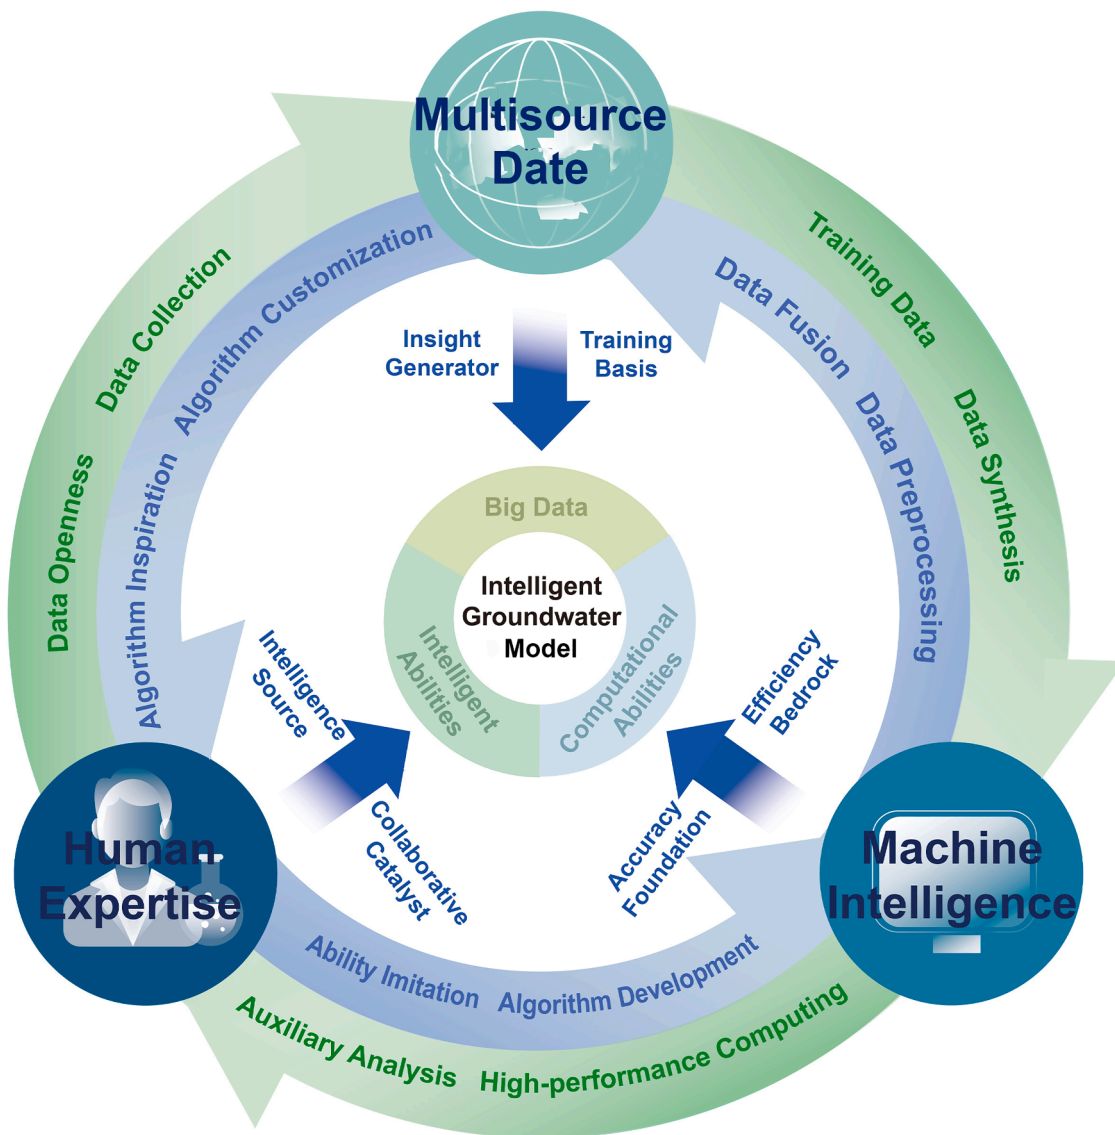 Multisource
Date
Data Collection
Data Openness
Algorithm Customization
Algorithm Inspiration
Training Data
Data Synthesis
Data Fusion
Data Preprocessing
Insight
Generator
Training
Basis
Big Data
Intelligent
Groundwater
Model
Intelligent
Abilities
Computational
Abilities
Intelligence
Source
Collaborative
Catalyst
Efficiency
Bedrock
Accuracy
Foundation
Human
Expertise
Machine
Intelligence
Ability Imitation
Algorithm Development
Auxiliary Analysis
High-performance Computing